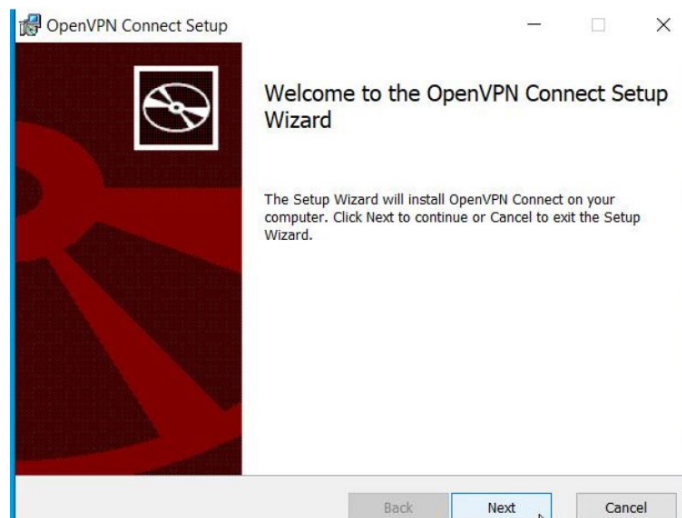 OpenVPN Connect Setup
Welcome to the OpenVPN Connect Setup
Wizard
The Setup Wizard will install OpenVPN Connect on your
computer. Click Next to continue or Cancel to exit the Setup
Wizard.
Back Next Cancel